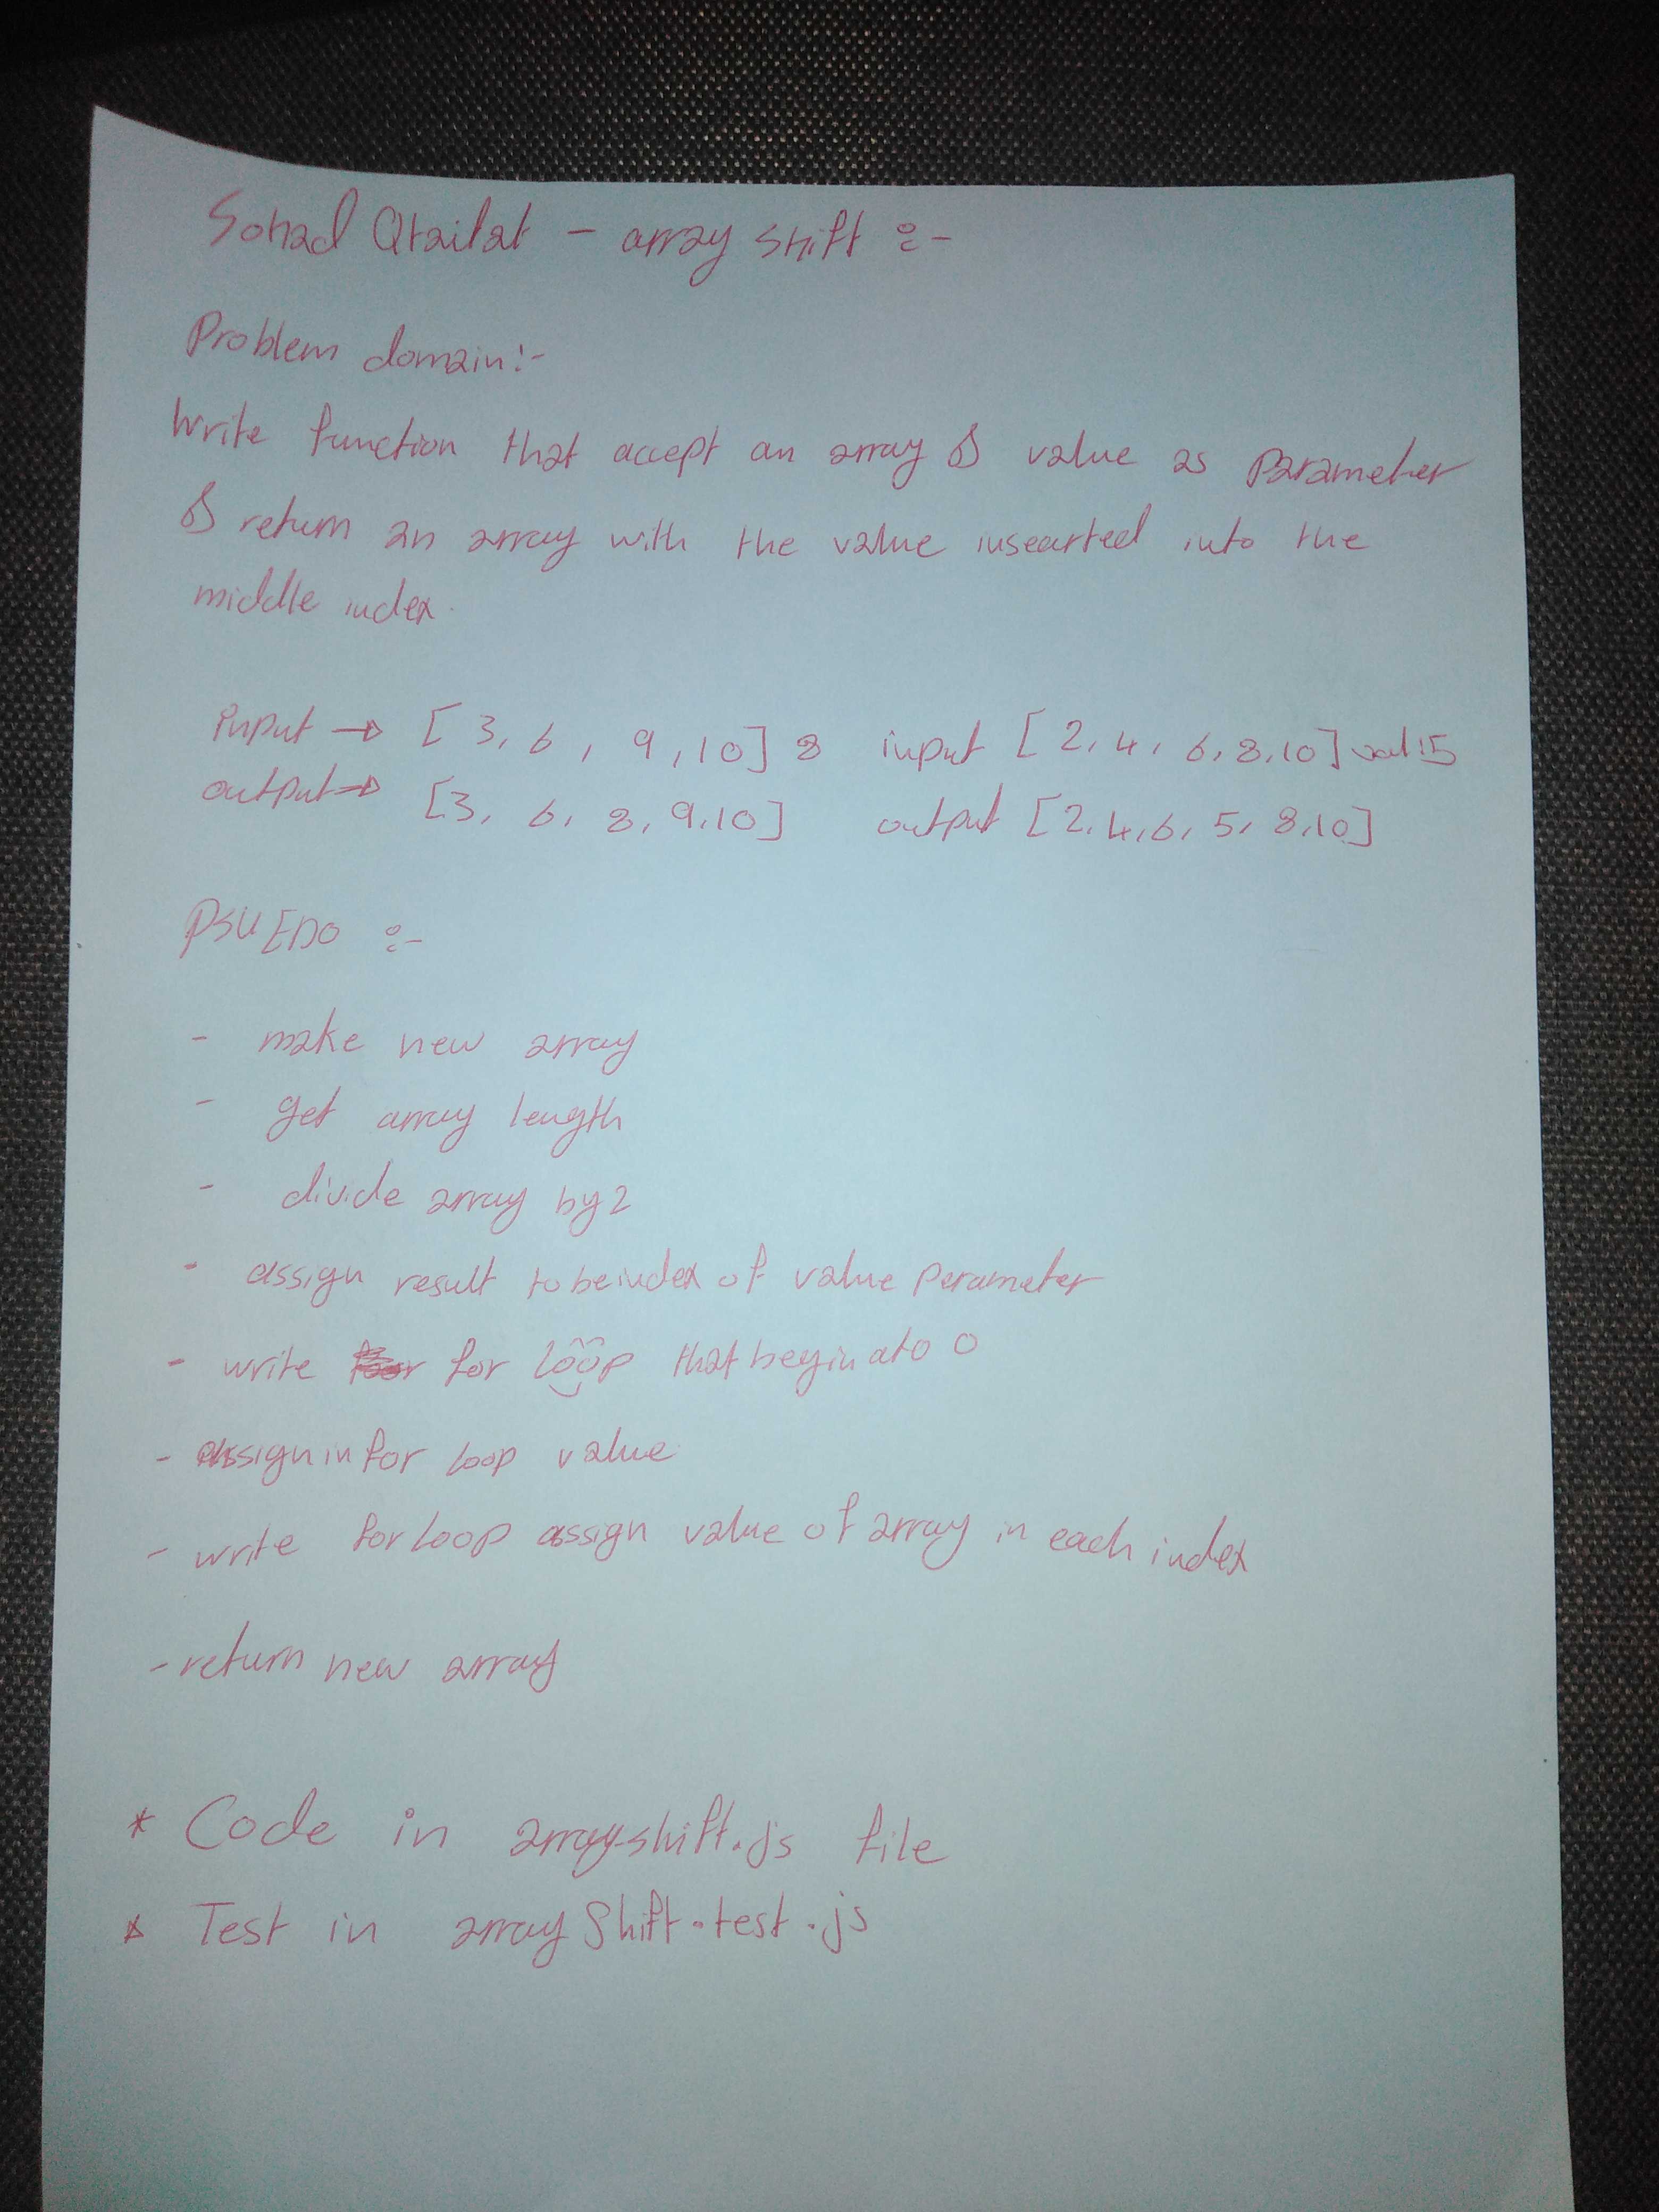 Sohad Qtailat - array shift :-
Problem domain:-
Write function that accept an array & value as Parameter
& return an array with the value insearted into the
middle index.
input → [ 3, 6 , 9 , 10 ] 8 input [ 2, 4, 6, 8, 10 ] val:5
output → [3, 6, 8, 9, 10] output [2, 4, 6, 5, 8, 10]
PSUEDO :-
- make new array
- get array length
- divide array by 2
- assign result to be index of value Parameter
- write for loop that begin at 0
- assign in for loop value
- write for loop assign value of array in each index
- return new array
* Code in array-shift.js file
* Test in array Shift.test.js